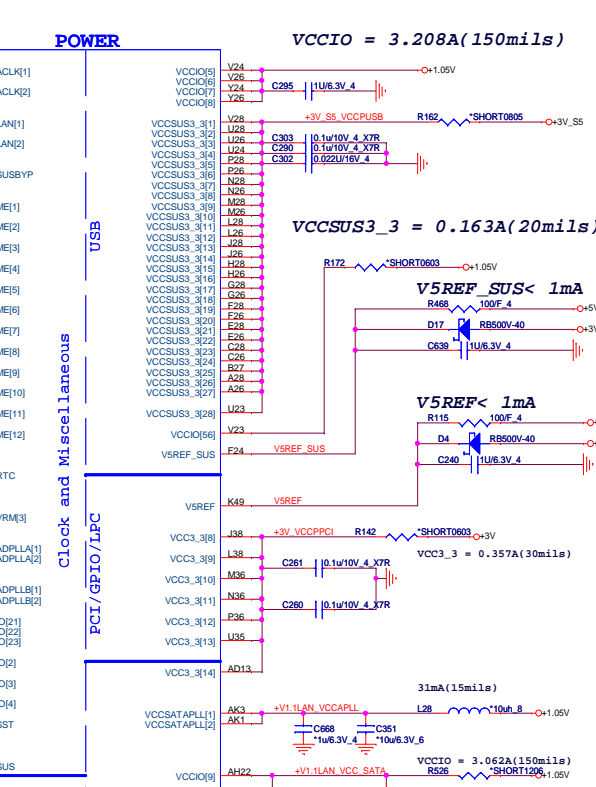 POWER
VCCIO = 3.208A(150mils)
ACLK[1]
ACLK[2]
LAN[1]
LAN[2]
SUSBYP
ME[1]
ME[2]
ME[3]
ME[4]
ME[5]
ME[6]
ME[7]
ME[8]
ME[9]
ME[10]
ME[11]
ME[12]
RTC
VRM[3]
ADPLLA[1]
ADPLLA[2]
ADPLLB[1]
ADPLLB[2]
O[21]
O[22]
O[23]
O[2]
O[3]
O[4]
SST
SUS
USB
Clock and Miscellaneous
PCI/GPIO/LPC
VCCIO[5] V24
VCCIO[6] V26
VCCIO[7] Y24
VCCIO[8] Y26
+1.05V
C295 1U/6.3V_4
VCCSUS3_3[1] V28
VCCSUS3_3[2] U28
VCCSUS3_3[3] U26
VCCSUS3_3[4] U24
VCCSUS3_3[5] P28
VCCSUS3_3[6] P26
VCCSUS3_3[7] N28
VCCSUS3_3[8] N26
VCCSUS3_3[9] M28
VCCSUS3_3[10] M26
VCCSUS3_3[11] L28
VCCSUS3_3[12] L26
VCCSUS3_3[13] J28
VCCSUS3_3[14] J26
VCCSUS3_3[15] H28
VCCSUS3_3[16] H26
VCCSUS3_3[17] G28
VCCSUS3_3[18] G26
VCCSUS3_3[19] F28
VCCSUS3_3[20] F26
VCCSUS3_3[21] E28
VCCSUS3_3[22] E26
VCCSUS3_3[23] C28
VCCSUS3_3[24] C26
VCCSUS3_3[25] B27
VCCSUS3_3[26] A28
VCCSUS3_3[27] A26
VCCSUS3_3[28] U23
VCCIO[56] V23
V5REF_SUS F24 V5REF_SUS
+3V_S5_VCCPUSB R162 *SHORT0805 +3V_S5
C303 0.1u/10V_4_X7R
C290 0.1u/10V_4_X7R
C302 0.022U/16V_4
VCCSUS3_3 = 0.163A(20mils)
R172 *SHORT0603 +1.05V
V5REF_SUS< 1mA
R468 100/F_4 +5V
D17 RB500V-40 +3V
C639 1U/6.3V_4
V5REF< 1mA
R115 100/F_4
D4 RB500V-40
C240 1U/6.3V_4
V5REF K49 V5REF
VCC3_3[8] J38 +3V_VCCPPCI R142 *SHORT0603 +3V
VCC3_3 = 0.357A(30mils)
VCC3_3[9] L38
VCC3_3[10] M36
VCC3_3[11] N36
VCC3_3[12] P36
VCC3_3[13] U35
VCC3_3[14] AD13
C261 0.1u/10V_4_X7R
C260 0.1u/10V_4_X7R
31mA(15mils)
VCCSATAPLL[1] AK3 +V1.1LAN_VCCAPLL L28 *10uh_8 +1.05V
VCCSATAPLL[2] AK1
C668 *1u/6.3V_4
C351 *10u/6.3V_6
VCCIO = 3.062A(150mils)
VCCIO[9] AH22 +V1.1LAN_VCC_SATA R526 *SHORT1206 +1.05V